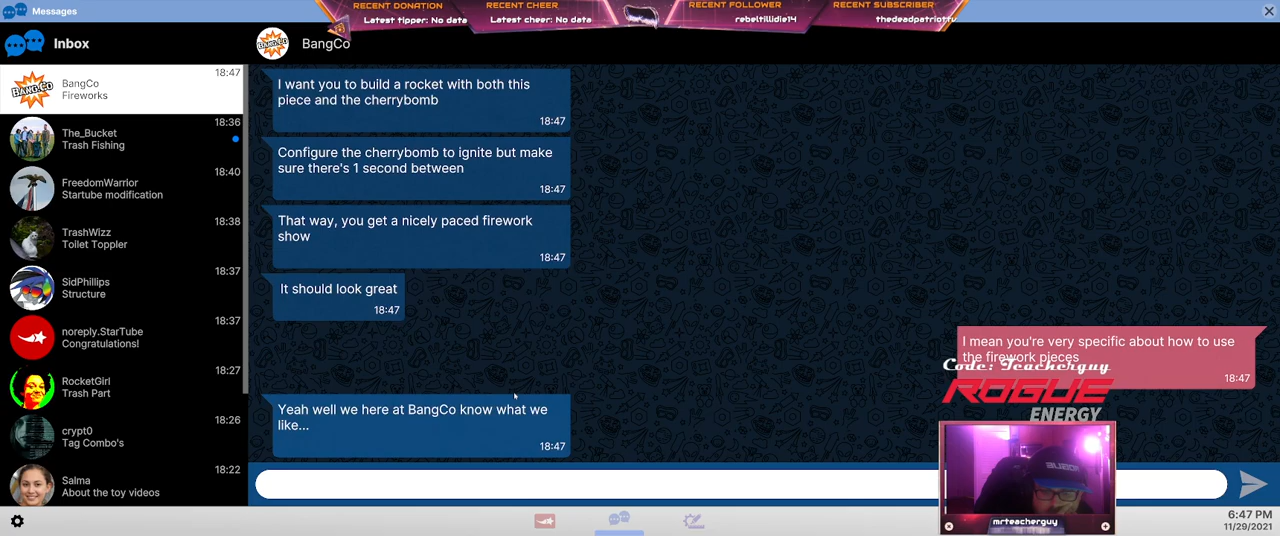 Messages
RECENT DONATION
Latest tipper: No data
RECENT CHEER
Latest cheer: No data
RECENT FOLLOWER
rebeltillidie14
RECENT SUBSCRIBER
thedeadpatriottv
Inbox
BangCo
18:47
BANG.CO
BangCo
Fireworks
18:36
The_Bucket
Trash Fishing
18:40
FreedomWarrior
Startube modification
18:38
TrashWizz
Toilet Toppler
18:37
SidPhillips
Structure
18:37
noreply.StarTube
Congratulations!
18:27
RocketGirl
Trash Part
18:26
crypt0
Tag Combo's
18:22
Salma
About the toy videos
I want you to build a rocket with both this
piece and the cherrybomb
18:47
Configure the cherrybomb to ignite but make
sure there's 1 second between
18:47
That way, you get a nicely paced firework
show
18:47
It should look great
18:47
I mean you're very specific about how to use
the firework pieces
18:47
Yeah well we here at BangCo know what we
like...
18:47
Code: Teacherguy
ROGUE
ENERGY
mrteacherguy
6:47 PM
11/29/2021